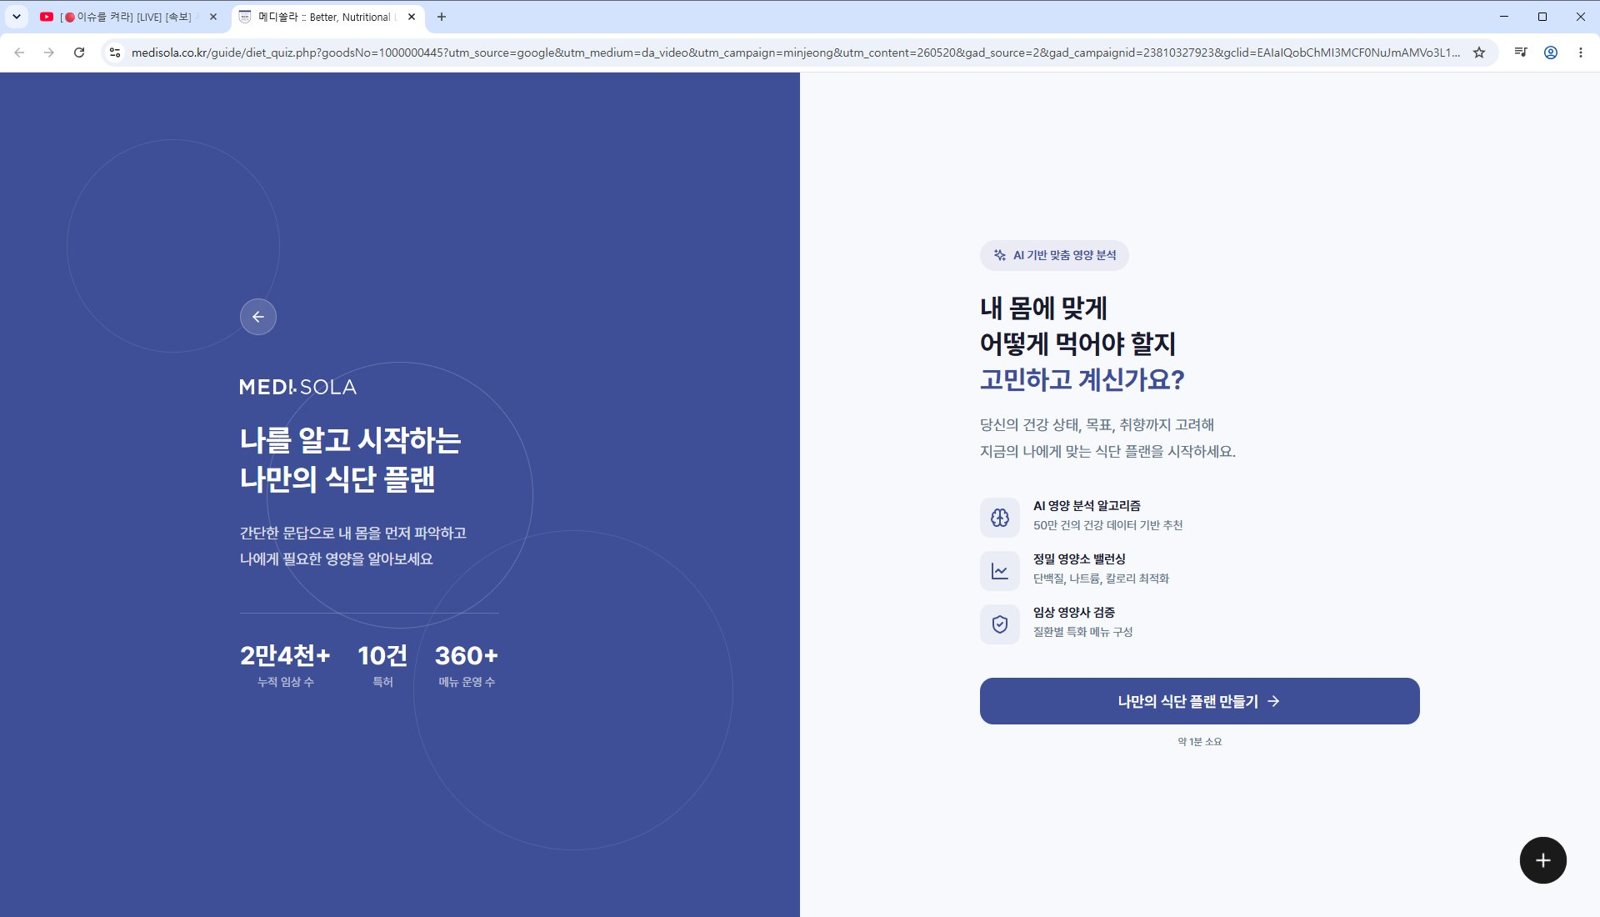 [🔴이슈를 켜라] [LIVE] [속보]
메디쏠라 :: Better, Nutritional
medisola.co.kr/guide/diet_quiz.php?goodsNo=1000000445?utm_source=google&utm_medium=da_video&utm_campaign=minjeong&utm_content=260520&gad_source=2&gad_campaignid=23810327923&gclid=EAIaIQobChMI3MCF0NuJmAMVo3L1...
MEDI.SOLA
나를 알고 시작하는
나만의 식단 플랜
간단한 문답으로 내 몸을 먼저 파악하고
나에게 필요한 영양을 알아보세요
2만4천+
누적 임상 수
10건
특허
360+
메뉴 운영 수
AI 기반 맞춤 영양 분석
내 몸에 맞게
어떻게 먹어야 할지
고민하고 계신가요?
당신의 건강 상태, 목표, 취향까지 고려해
지금의 나에게 맞는 식단 플랜을 시작하세요.
AI 영양 분석 알고리즘
50만 건의 건강 데이터 기반 추천
정밀 영양소 밸런싱
단백질, 나트륨, 칼로리 최적화
임상 영양사 검증
질환별 특화 메뉴 구성
나만의 식단 플랜 만들기 →
약 1분 소요